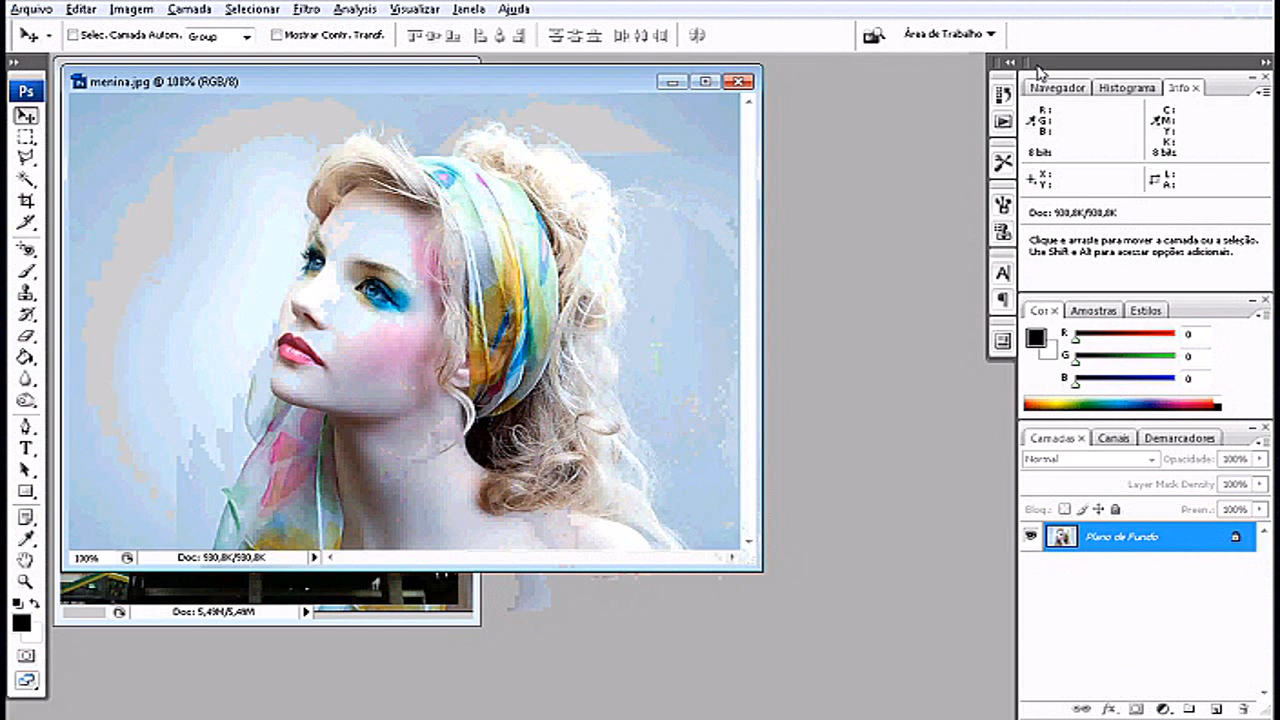 Arquivo Editar Imagem Camada Selecionar Filtro Analysis Visualizar Janela Ajuda
Selec. Camada Autom. Group Mostrar Contr. Transf. Área de Trabalho
Ps
menina.jpg @ 100% (RGB/8)
100% Doc: 930,8K/930,8K
Doc: 5,49M/5,49M
T
A
Navegador Histograma Info
R: C:
G: M:
B: Y:
K:
8 bits 8 bits
X: L:
Y: A:
Doc: 930,8K/930,8K
Clique e arraste para mover a camada ou a seleção.
Use Shift e Alt para acessar opções adicionais.
Cor Amostras Estilos
R 0
G 0
B 0
Camadas Canais Demarcadores
Normal Opacidade: 100%
Layer Mask Density 100%
Bloq.: Preen.: 100%
Plano de Fundo
fx